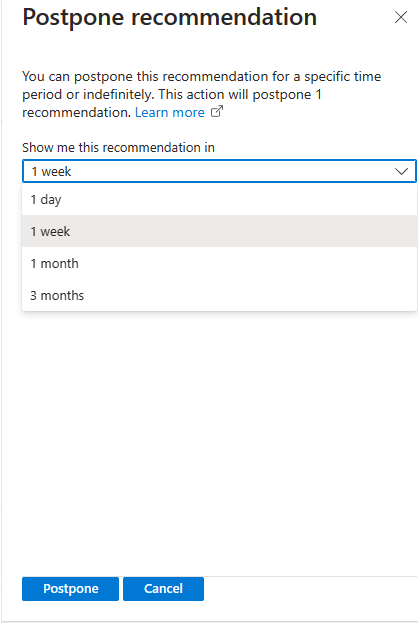 Postpone recommendation
You can postpone this recommendation for a specific time
period or indefinitely. This action will postpone 1
recommendation. Learn more
Show me this recommendation in
1 week
1 day
1 week
1 month
3 months
Postpone Cancel